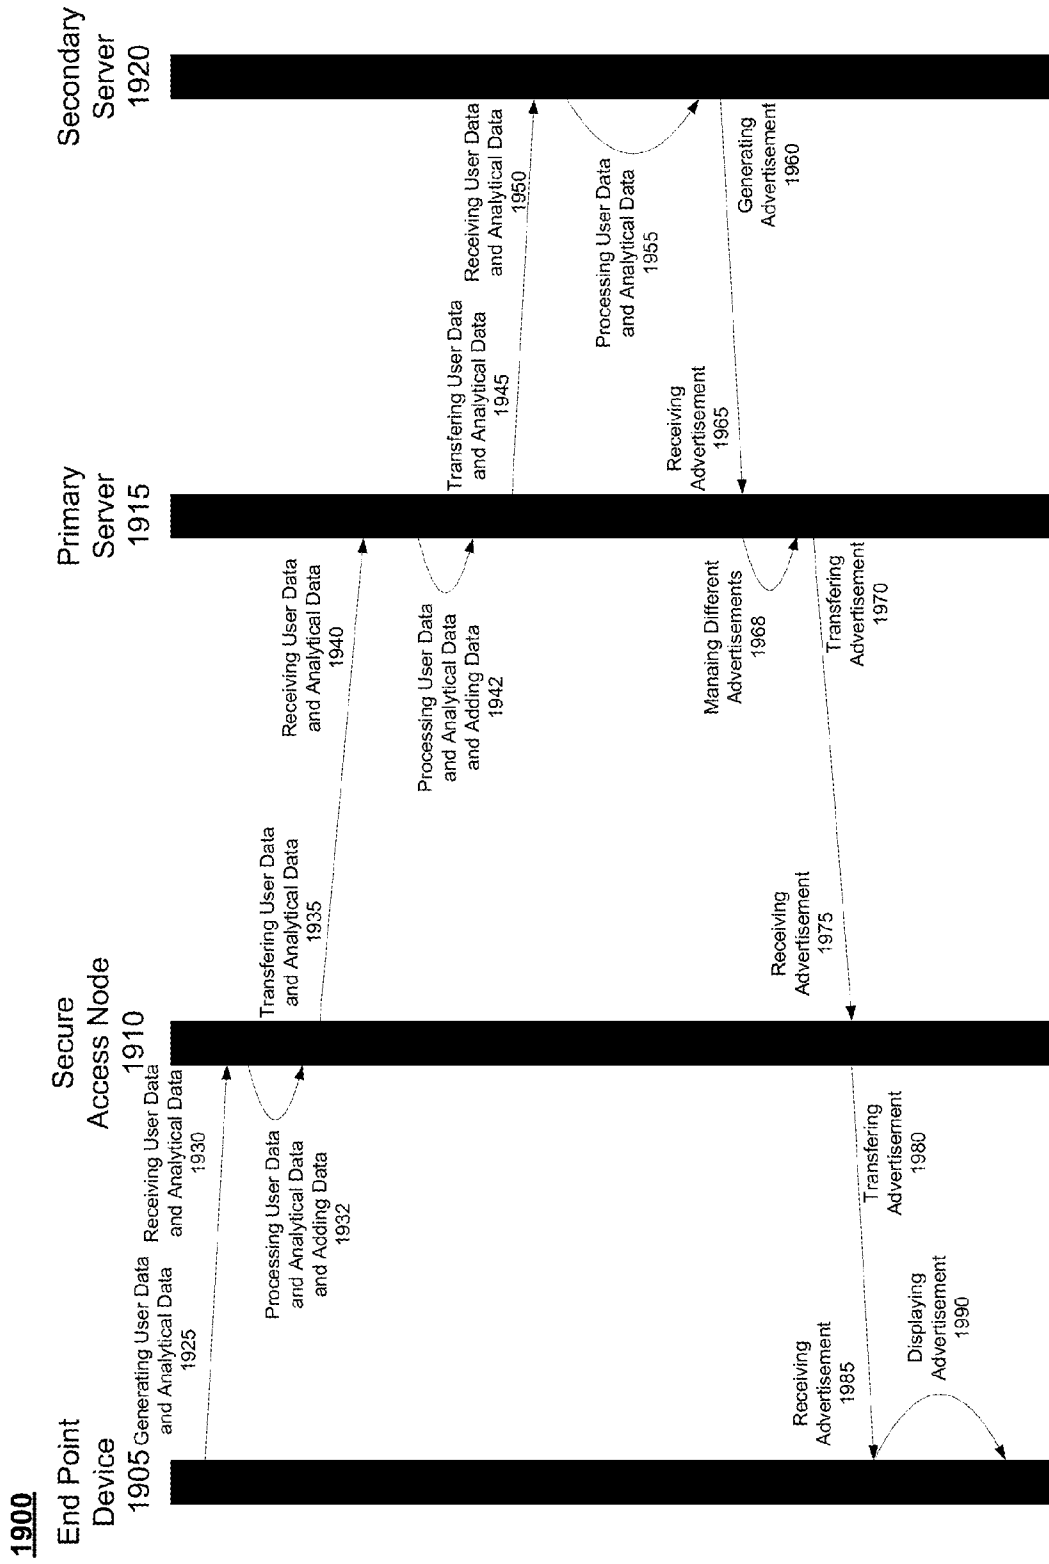 1900
End Point
Device
1905
Secure
Access Node
1910
Primary
Server
1915
Secondary
Server
1920
Generating User Data
and Analytical Data
1925
Receiving User Data
and Analytical Data
1930
Processing User Data
and Analytical Data
and Adding Data
1932
Transfering User Data
and Analytical Data
1935
Receiving User Data
and Analytical Data
1940
Processing User Data
and Analytical Data
and Adding Data
1942
Transfering User Data
and Analytical Data
1945
Receiving User Data
and Analytical Data
1950
Processing User Data
and Analytical Data
1955
Generating
Advertisement
1960
Receiving
Advertisement
1965
Manaing Different
Advertisements
1968
Transfering
Advertisement
1970
Receiving
Advertisement
1975
Transfering
Advertisement
1980
Receiving
Advertisement
1985
Displaying
Advertisement
1990